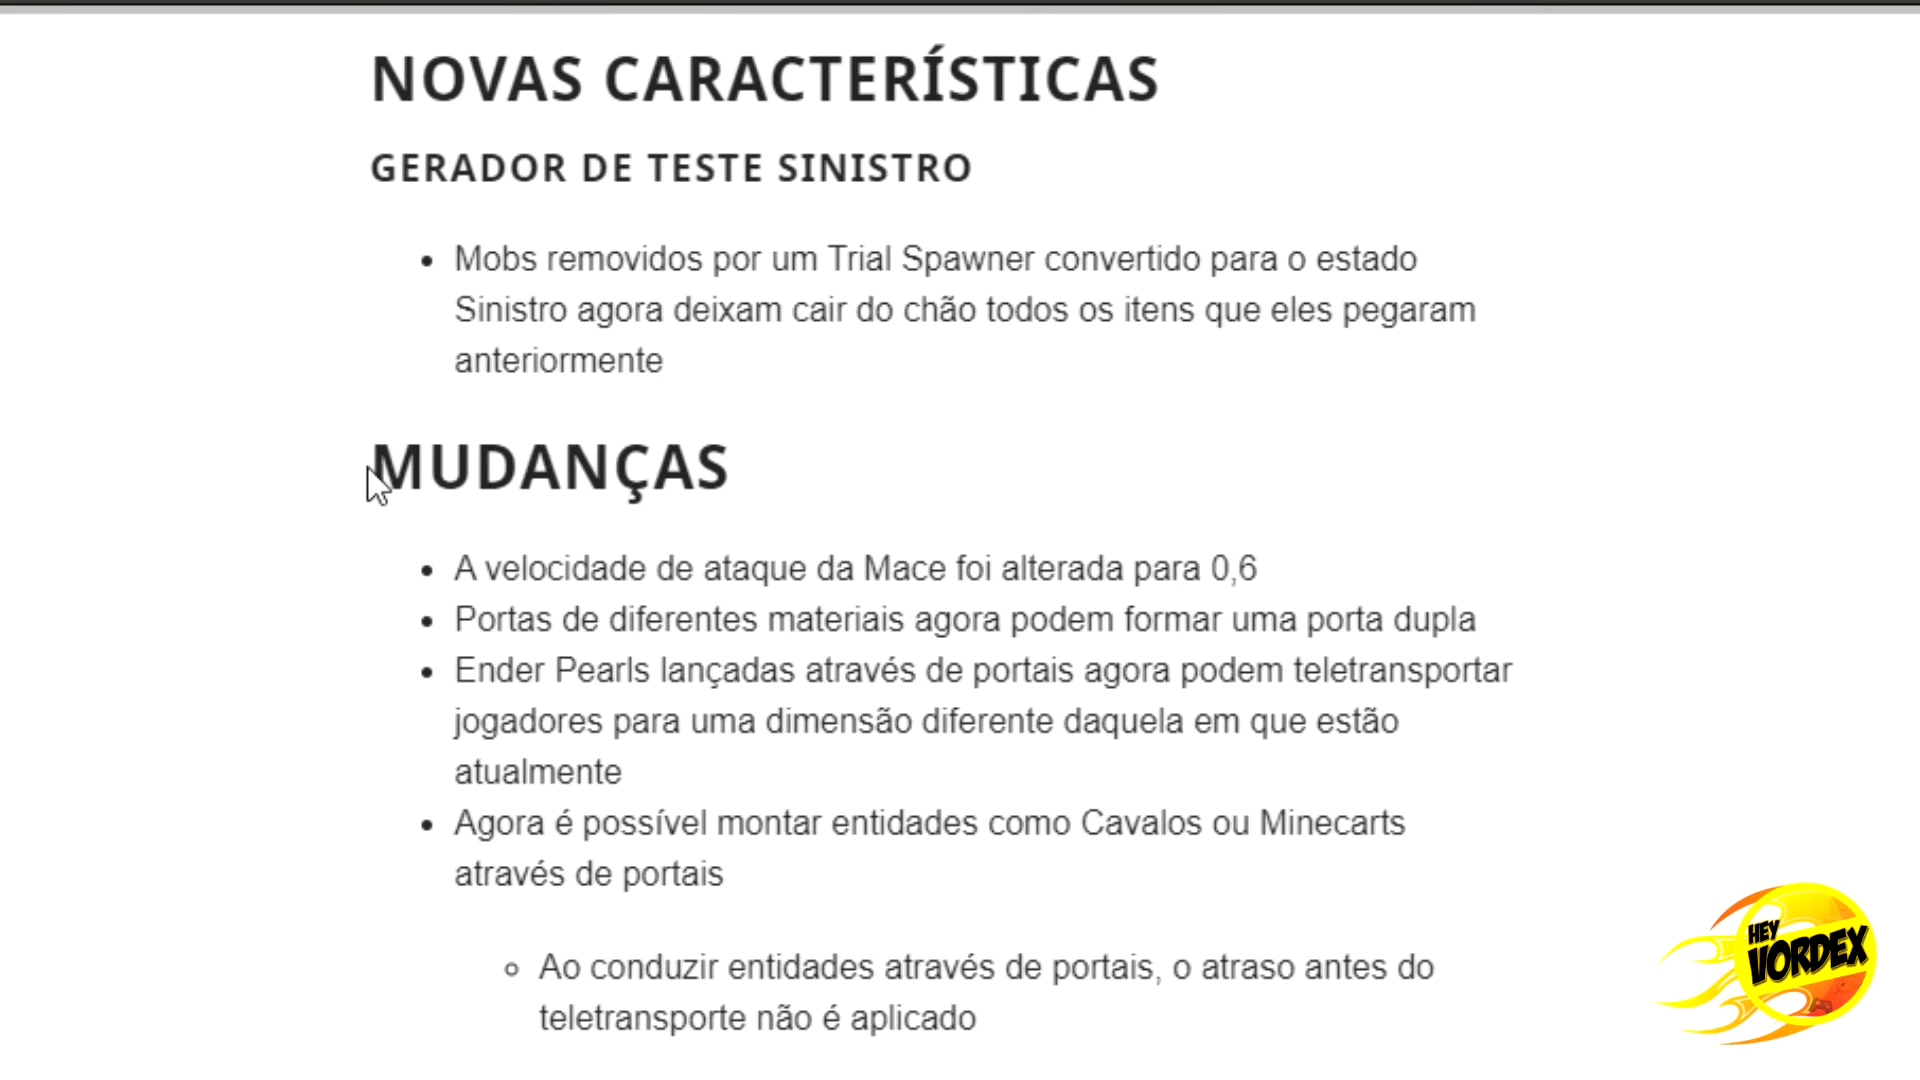 NOVAS CARACTERÍSTICAS
GERADOR DE TESTE SINISTRO
Mobs removidos por um Trial Spawner convertido para o estado
Sinistro agora deixam cair do chão todos os itens que eles pegaram
anteriormente
MUDANÇAS
A velocidade de ataque da Mace foi alterada para 0,6
Portas de diferentes materiais agora podem formar uma porta dupla
Ender Pearls lançadas através de portais agora podem teletransportar
jogadores para uma dimensão diferente daquela em que estão
atualmente
Agora é possível montar entidades como Cavalos ou Minecarts
através de portais
Ao conduzir entidades através de portais, o atraso antes do
teletransporte não é aplicado
HEY
VORDEX